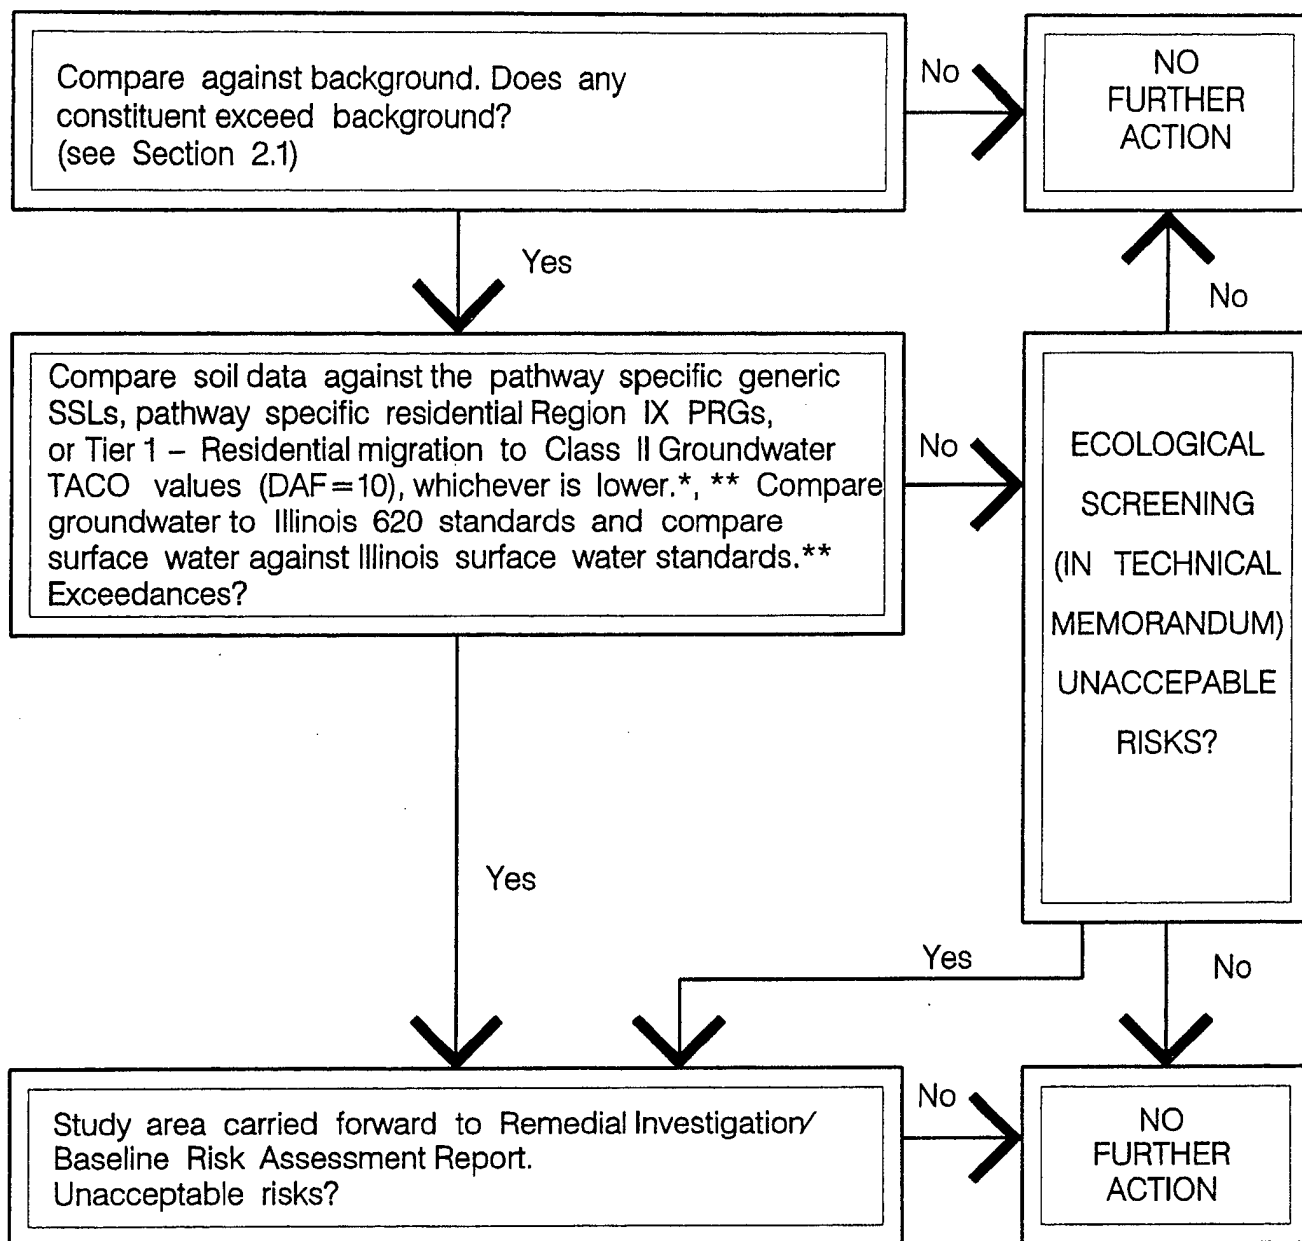 Compare against background. Does any
constituent exceed background?
(see Section 2.1)
No
NO
FURTHER
ACTION
Yes
No
Compare soil data against the pathway specific generic
SSLs, pathway specific residential Region IX PRGs,
or Tier 1 – Residential migration to Class II Groundwater
TACO values (DAF=10), whichever is lower.*, ** Compare
groundwater to Illinois 620 standards and compare
surface water against Illinois surface water standards.**
Exceedances?
No
ECOLOGICAL
SCREENING
(IN TECHNICAL
MEMORANDUM)
UNACCEPABLE
RISKS?
Yes
Yes
No
Study area carried forward to Remedial Investigation/
Baseline Risk Assessment Report.
Unacceptable risks?
No
NO
FURTHER
ACTION